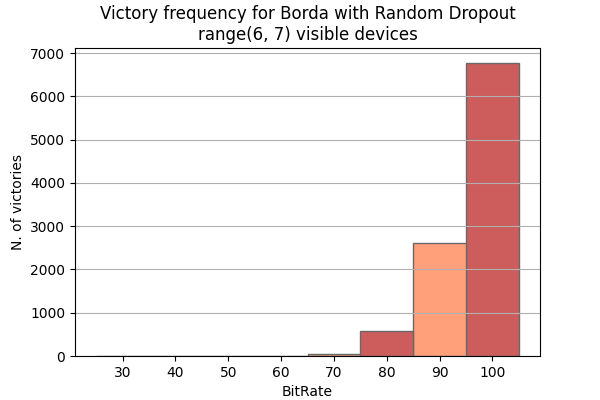 Victory frequency for Borda with Random Dropout
range(6, 7) visible devices
7000
6000
5000
4000
3000
2000
1000
0
N. of victories
30 40 50 60 70 80 90 100
BitRate